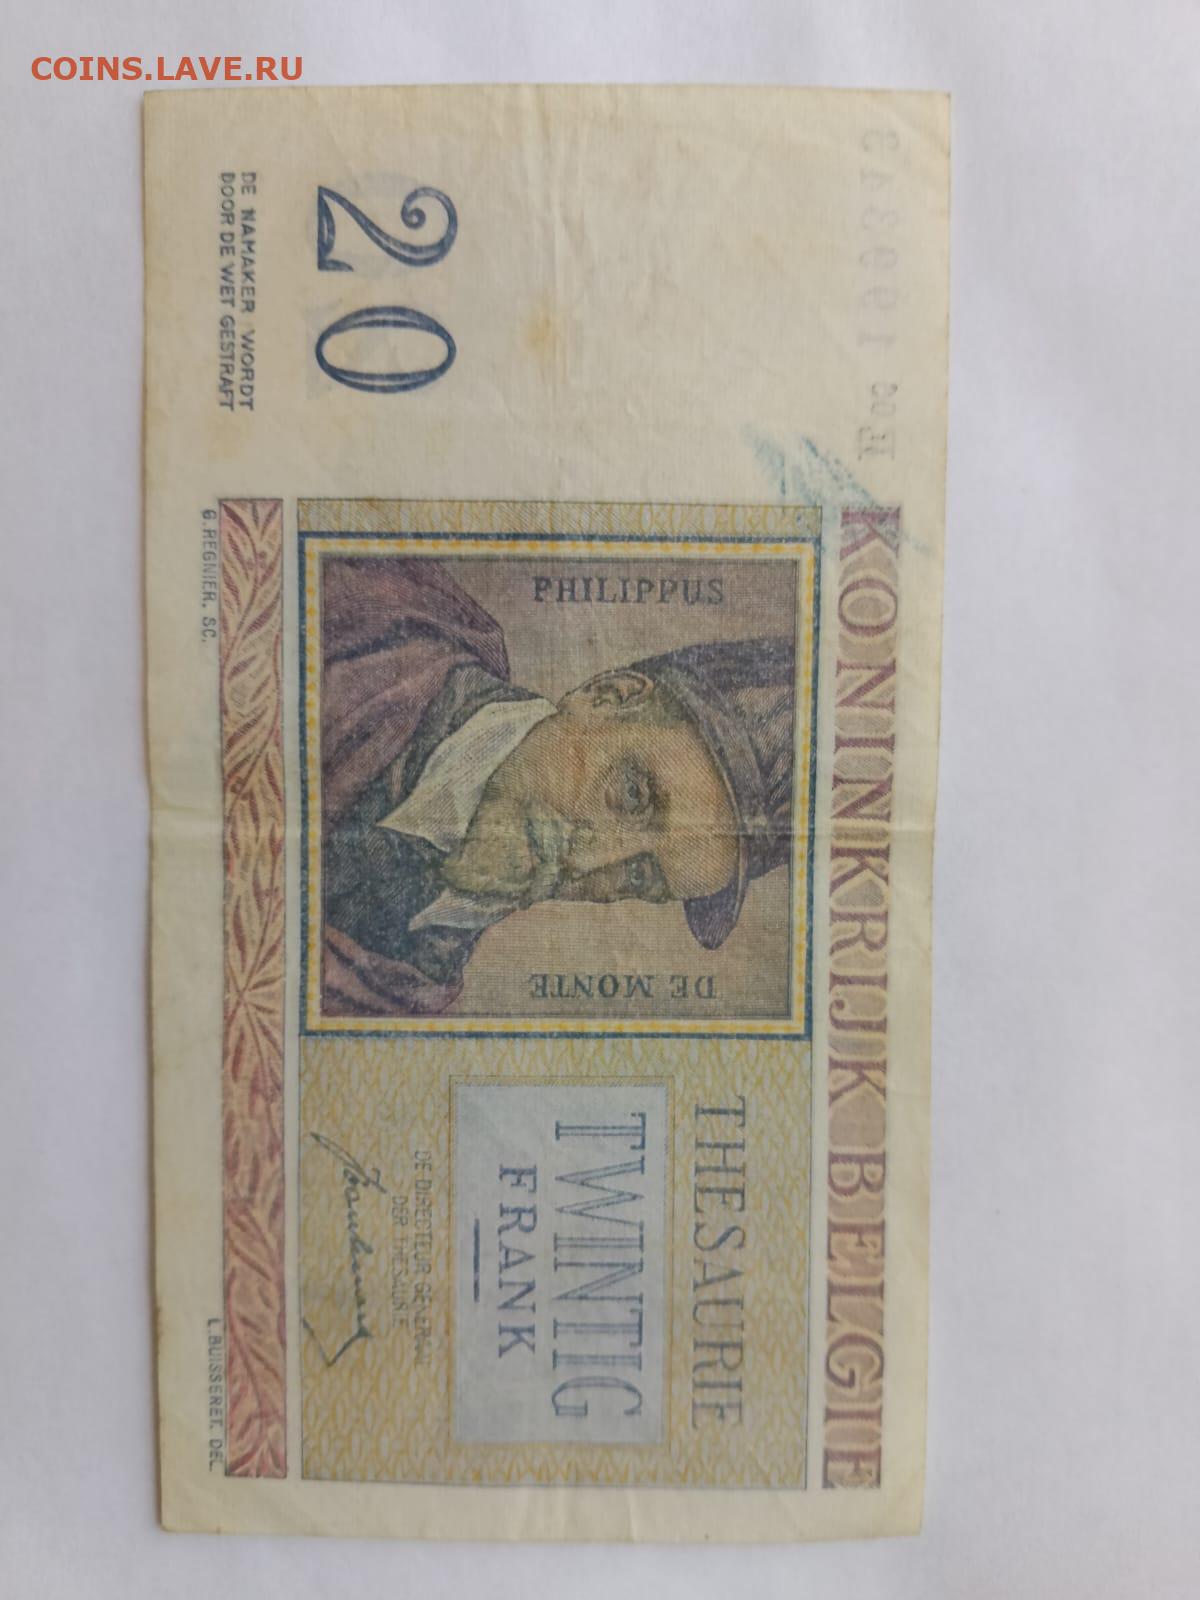 COINS.LAVE.RU
KONINKRIJK BELGIE
20
DE NAMAKER WORDT
DOOR DE WET GESTRAFT
PHILIPPUS
DE MONTE
THESAURIE
TWINTIG
FRANK
DE DIRECTEUR GENERAAL
DER THESAURIE
G. REGNIER. SC.
L. BUISSERET. DEL.